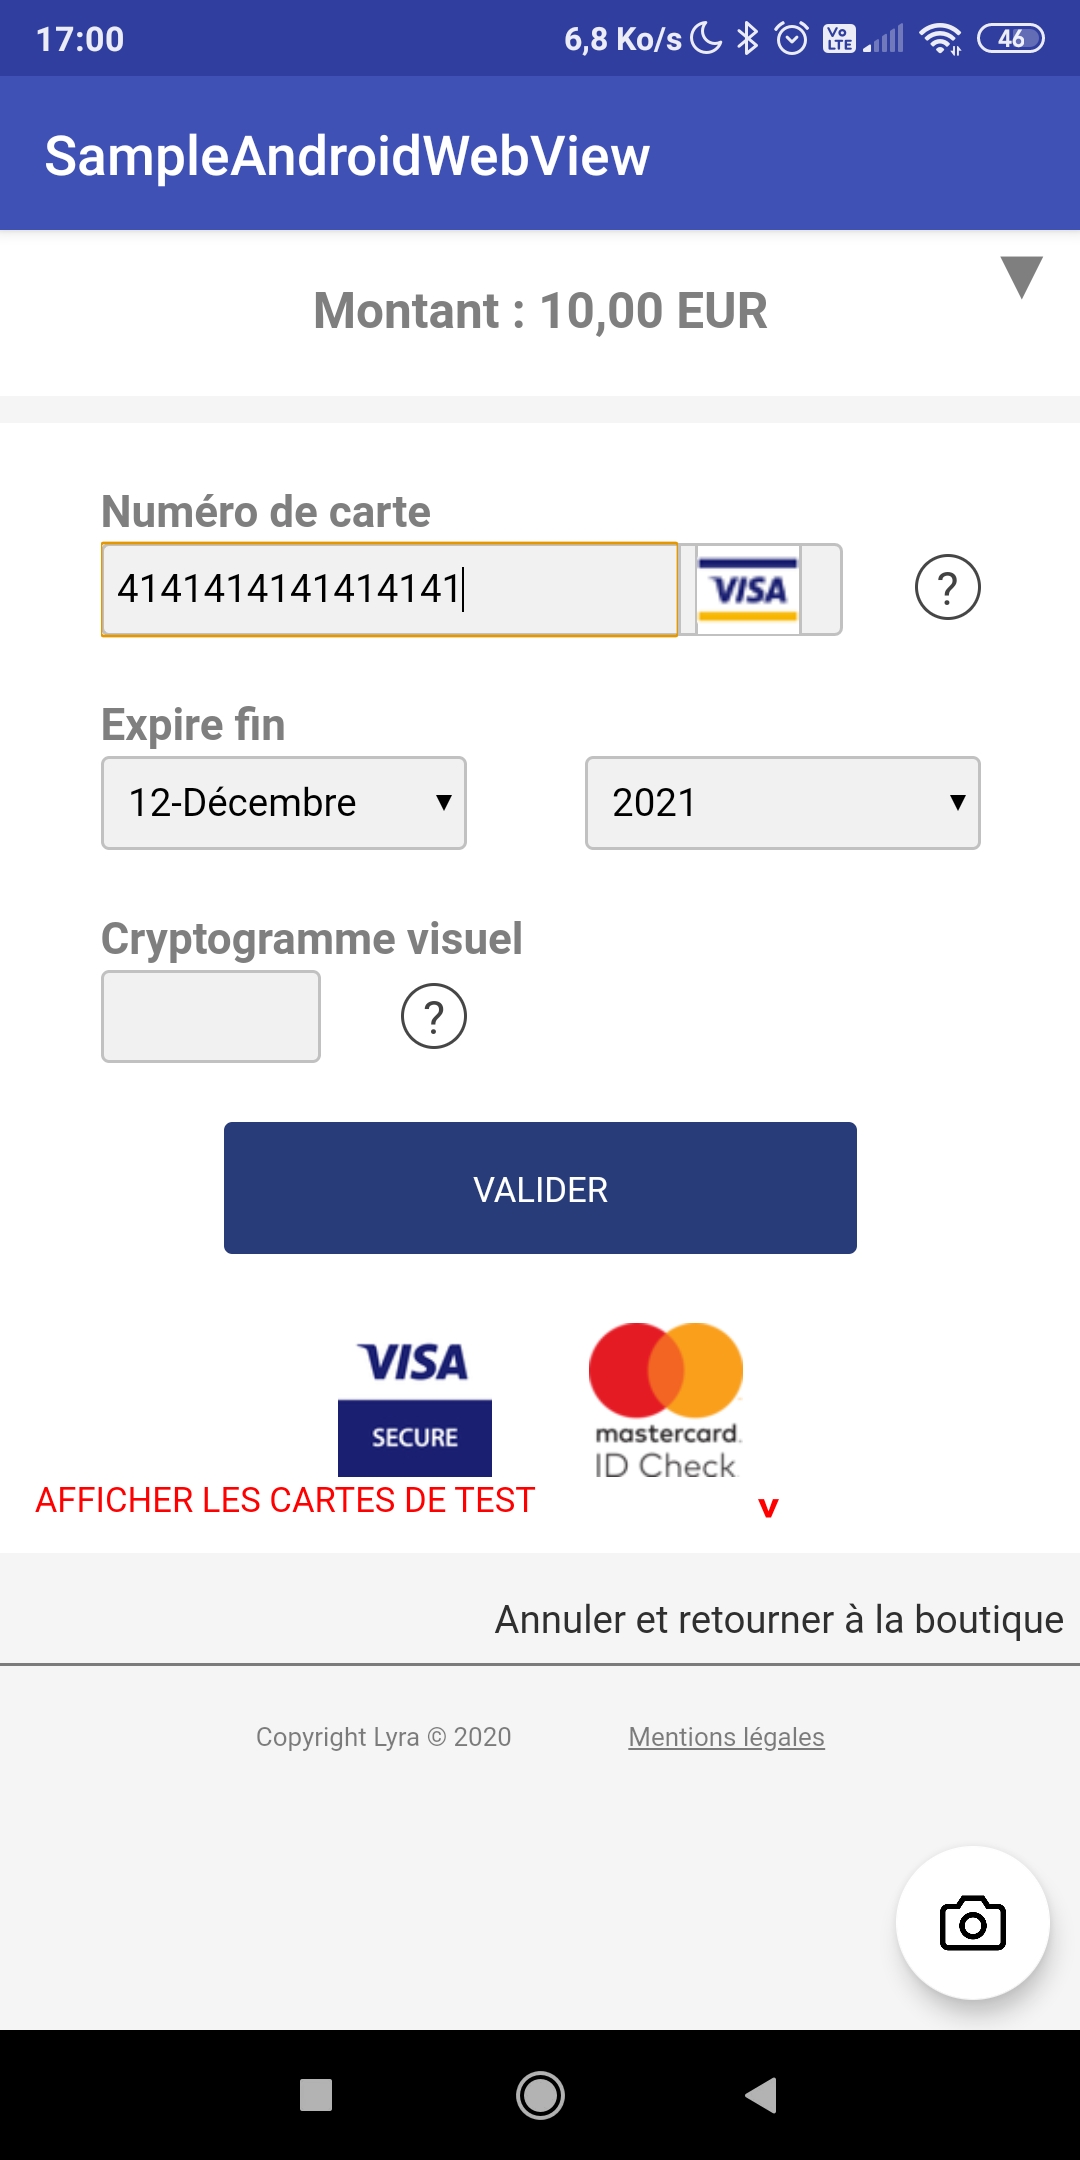 17:00 6,8 Ko/s Vo LTE 46
SampleAndroidWebView
Montant : 10,00 EUR
Numéro de carte
4141414141414141 VISA ?
Expire fin
12-Décembre 2021
Cryptogramme visuel
?
VALIDER
VISA
SECURE
mastercard.
ID Check
AFFICHER LES CARTES DE TEST v
Annuler et retourner à la boutique
Copyright Lyra © 2020 Mentions légales